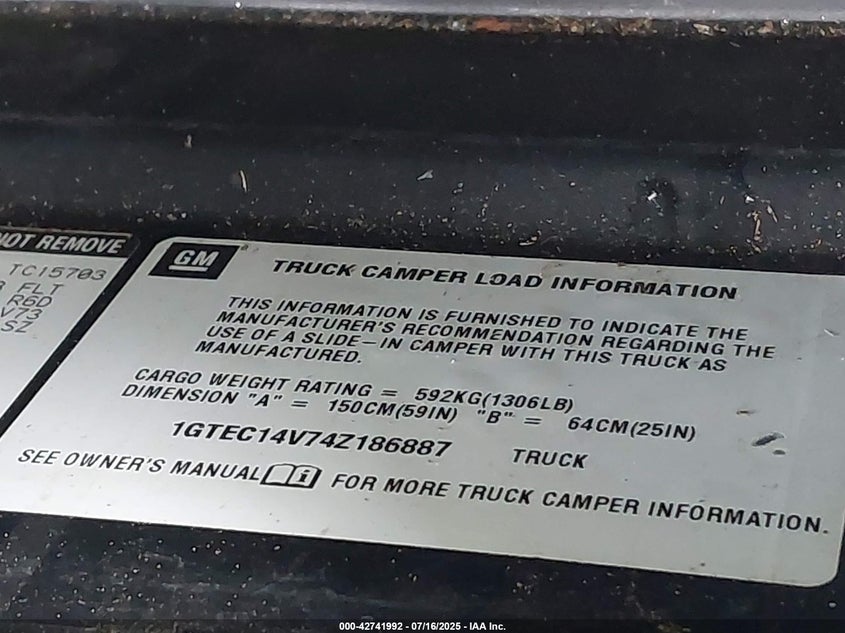 NOT REMOVE
TC15703
FLT
R6D
V73
SZ
GM
TRUCK CAMPER LOAD INFORMATION
THIS INFORMATION IS FURNISHED TO INDICATE THE
MANUFACTURER'S RECOMMENDATION REGARDING THE
USE OF A SLIDE-IN CAMPER WITH THIS TRUCK AS
MANUFACTURED.
CARGO WEIGHT RATING = 592KG(1306LB)
DIMENSION "A" = 150CM(59IN) "B" = 64CM(25IN)
1GTEC14V74Z186887 TRUCK
SEE OWNER'S MANUAL i FOR MORE TRUCK CAMPER INFORMATION.
000-42741992 - 07/16/2025 - IAA Inc.